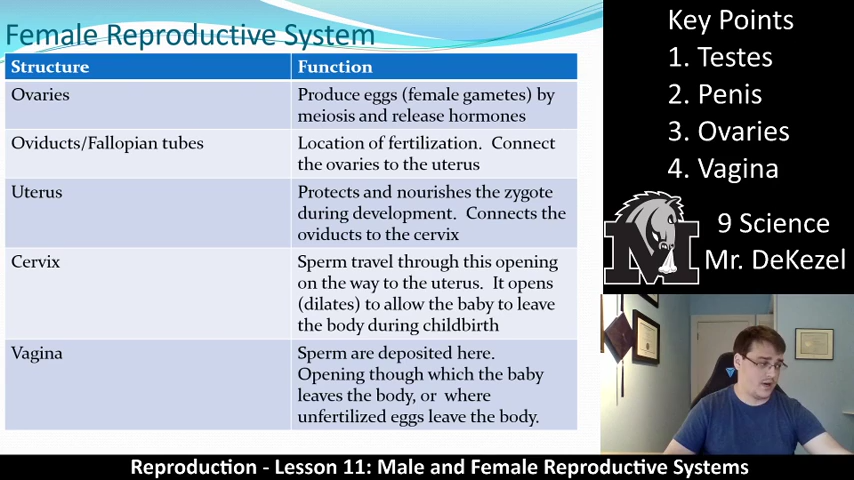 Female Reproductive System
Structure Function
Ovaries Produce eggs (female gametes) by
meiosis and release hormones
Oviducts/Fallopian tubes Location of fertilization. Connect
the ovaries to the uterus
Uterus Protects and nourishes the zygote
during development. Connects the
oviducts to the cervix
Cervix Sperm travel through this opening
on the way to the uterus. It opens
(dilates) to allow the baby to leave
the body during childbirth
Vagina Sperm are deposited here.
Opening though which the baby
leaves the body, or where
unfertilized eggs leave the body.
Key Points
1. Testes
2. Penis
3. Ovaries
4. Vagina
M
9 Science
Mr. DeKezel
Reproduction - Lesson 11: Male and Female Reproductive Systems